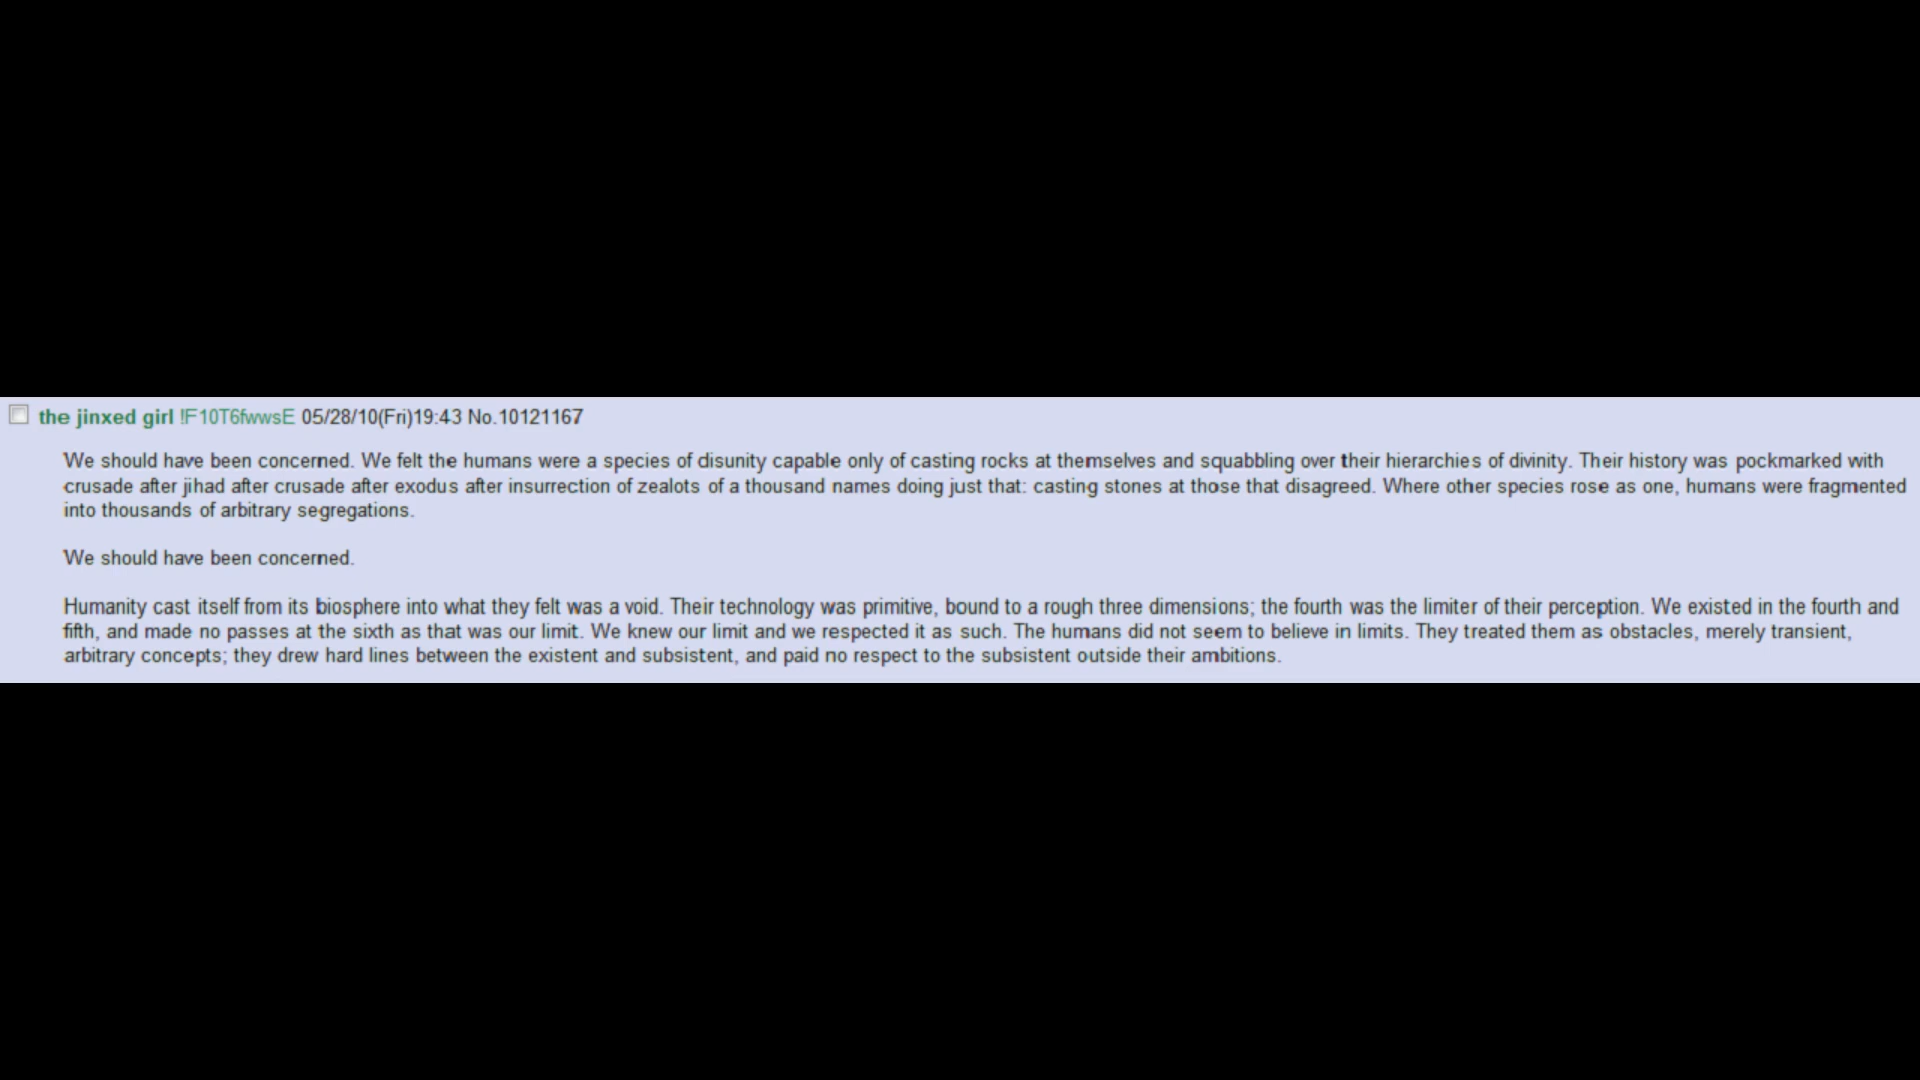 the jinxed girl !F10T6fwwsE 05/28/10(Fri)19:43 No.10121167
We should have been concerned. We felt the humans were a species of disunity capable only of casting rocks at themselves and squabbling over their hierarchies of divinity. Their history was pockmarked with
crusade after jihad after crusade after exodus after insurrection of zealots of a thousand names doing just that: casting stones at those that disagreed. Where other species rose as one, humans were fragmented
into thousands of arbitrary segregations.
We should have been concerned.
Humanity cast itself from its biosphere into what they felt was a void. Their technology was primitive, bound to a rough three dimensions; the fourth was the limiter of their perception. We existed in the fourth and
fifth, and made no passes at the sixth as that was our limit. We knew our limit and we respected it as such. The humans did not seem to believe in limits. They treated them as obstacles, merely transient,
arbitrary concepts; they drew hard lines between the existent and subsistent, and paid no respect to the subsistent outside their ambitions.